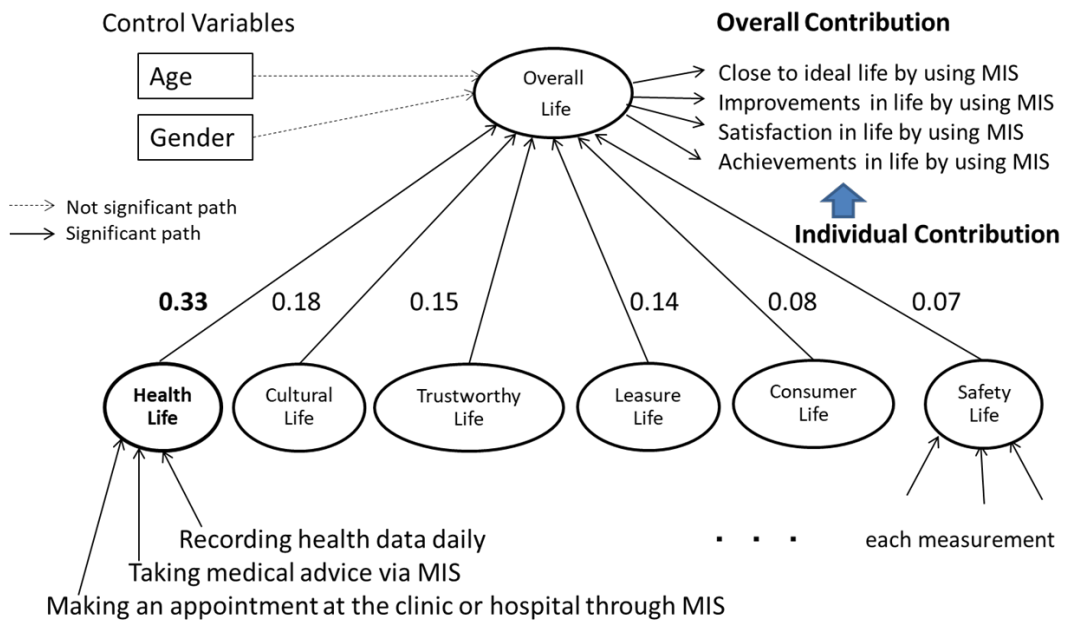 Control Variables
Overall Contribution
Age
Gender
Overall
Life
Close to ideal life by using MIS
Improvements in life by using MIS
Satisfaction in life by using MIS
Achievements in life by using MIS
Not significant path
Significant path
Individual Contribution
0.33
0.18
0.15
0.14
0.08
0.07
Health
Life
Cultural
Life
Trustworthy
Life
Leasure
Life
Consumer
Life
Safety
Life
Recording health data daily
. . .
each measurement
Taking medical advice via MIS
Making an appointment at the clinic or hospital through MIS